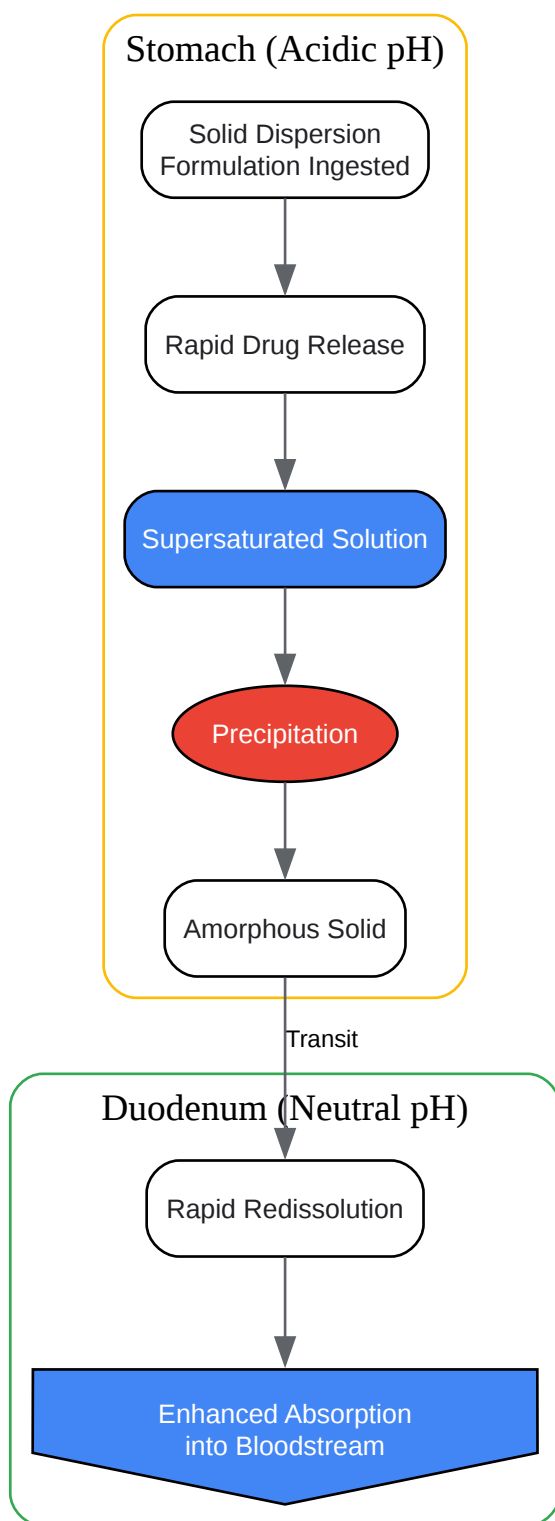 Stomach (Acidic pH)
Solid Dispersion
Formulation Ingested
Rapid Drug Release
Supersaturated Solution
Precipitation
Amorphous Solid
Transit
Duodenum (Neutral pH)
Rapid Redissolution
Enhanced Absorption
into Bloodstream